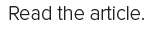 Read the article.